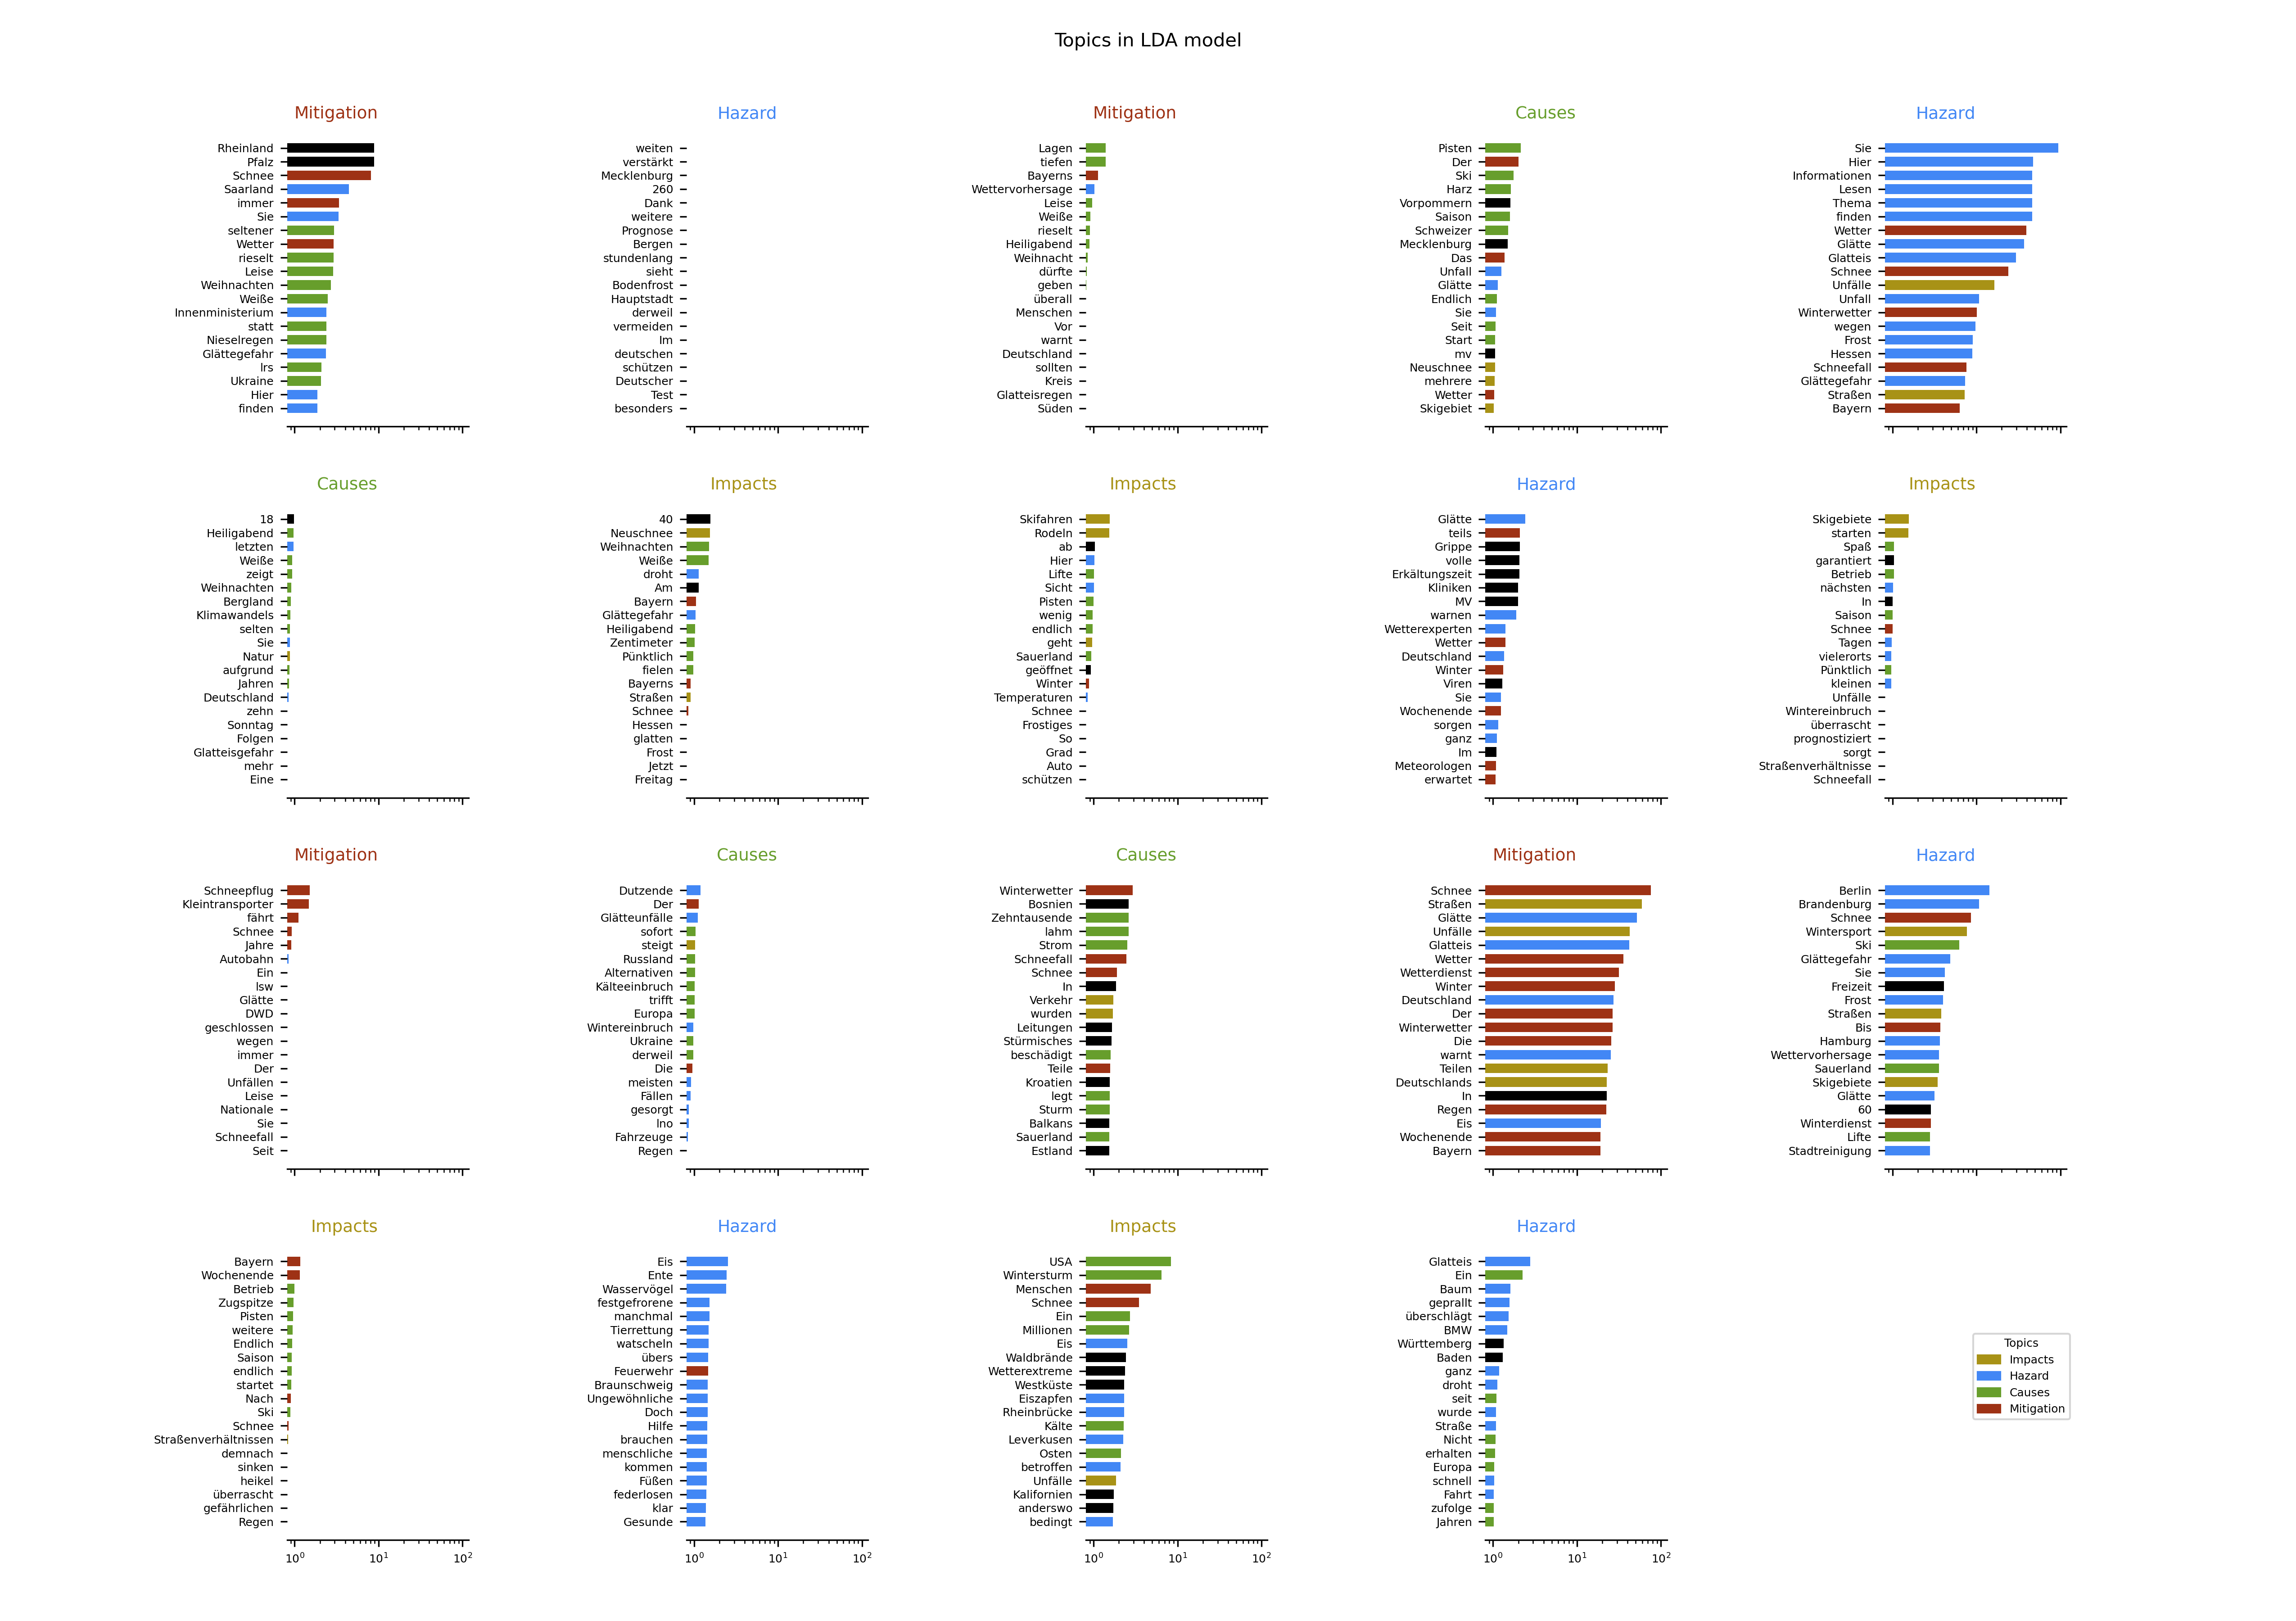 Topics in LDA model
Mitigation
Rheinland
Pfalz
Schnee
Saarland
immer
Sie
seltener
Wetter
rieselt
Leise
Weihnachten
Weiße
Innenministerium
statt
Nieselregen
Glättegefahr
lrs
Ukraine
Hier
finden
Hazard
weiten
verstärkt
Mecklenburg
260
Dank
weitere
Prognose
Bergen
stundenlang
sieht
Bodenfrost
Hauptstadt
derweil
vermeiden
Im
deutschen
schützen
Deutscher
Test
besonders
Mitigation
Lagen
tiefen
Bayerns
Wettervorhersage
Leise
Weiße
rieselt
Heiligabend
Weihnacht
dürfte
geben
überall
Menschen
Vor
warnt
Deutschland
sollten
Kreis
Glatteisregen
Süden
Causes
Pisten
Der
Ski
Harz
Vorpommern
Saison
Schweizer
Mecklenburg
Das
Unfall
Glätte
Endlich
Sie
Seit
Start
mv
Neuschnee
mehrere
Wetter
Skigebiet
Hazard
Sie
Hier
Informationen
Lesen
Thema
finden
Wetter
Glätte
Glatteis
Schnee
Unfälle
Unfall
Winterwetter
wegen
Frost
Hessen
Schneefall
Glättegefahr
Straßen
Bayern
Causes
18
Heiligabend
letzten
Weiße
zeigt
Weihnachten
Bergland
Klimawandels
selten
Sie
Natur
aufgrund
Jahren
Deutschland
zehn
Sonntag
Folgen
Glatteisgefahr
mehr
Eine
Impacts
40
Neuschnee
Weihnachten
Weiße
droht
Am
Bayern
Glättegefahr
Heiligabend
Zentimeter
Pünktlich
fielen
Bayerns
Straßen
Schnee
Hessen
glatten
Frost
Jetzt
Freitag
Impacts
Skifahren
Rodeln
ab
Hier
Lifte
Sicht
Pisten
wenig
endlich
geht
Sauerland
geöffnet
Winter
Temperaturen
Schnee
Frostiges
So
Grad
Auto
schützen
Hazard
Glätte
teils
Grippe
volle
Erkältungszeit
Kliniken
MV
warnen
Wetterexperten
Wetter
Deutschland
Winter
Viren
Sie
Wochenende
sorgen
ganz
Im
Meteorologen
erwartet
Impacts
Skigebiete
starten
Spaß
garantiert
Betrieb
nächsten
In
Saison
Schnee
Tagen
vielerorts
Pünktlich
kleinen
Unfälle
Wintereinbruch
überrascht
prognostiziert
sorgt
Straßenverhältnisse
Schneefall
Mitigation
Schneepflug
Kleintransporter
fährt
Schnee
Jahre
Autobahn
Ein
lsw
Glätte
DWD
geschlossen
wegen
immer
Der
Unfällen
Leise
Nationale
Sie
Schneefall
Seit
Causes
Dutzende
Der
Glätteunfälle
sofort
steigt
Russland
Alternativen
Kälteeinbruch
trifft
Europa
Wintereinbruch
Ukraine
derweil
Die
meisten
Fällen
gesorgt
lno
Fahrzeuge
Regen
Causes
Winterwetter
Bosnien
Zehntausende
lahm
Strom
Schneefall
Schnee
In
Verkehr
wurden
Leitungen
Stürmisches
beschädigt
Teile
Kroatien
legt
Sturm
Balkans
Sauerland
Estland
Mitigation
Schnee
Straßen
Glätte
Unfälle
Glatteis
Wetter
Wetterdienst
Winter
Deutschland
Der
Winterwetter
Die
warnt
Teilen
Deutschlands
In
Regen
Eis
Wochenende
Bayern
Hazard
Berlin
Brandenburg
Schnee
Wintersport
Ski
Glättegefahr
Sie
Freizeit
Frost
Straßen
Bis
Hamburg
Wettervorhersage
Sauerland
Skigebiete
Glätte
60
Winterdienst
Lifte
Stadtreinigung
Impacts
Bayern
Wochenende
Betrieb
Zugspitze
Pisten
weitere
Endlich
Saison
endlich
startet
Nach
Ski
Schnee
Straßenverhältnissen
demnach
sinken
heikel
überrascht
gefährlichen
Regen
10⁰ 10¹ 10²
Hazard
Eis
Ente
Wasservögel
festgefrorene
manchmal
Tierrettung
watscheln
übers
Feuerwehr
Braunschweig
Ungewöhnliche
Doch
Hilfe
brauchen
menschliche
kommen
Füßen
federlosen
klar
Gesunde
10⁰ 10¹ 10²
Impacts
USA
Wintersturm
Menschen
Schnee
Ein
Millionen
Eis
Waldbrände
Wetterextreme
Westküste
Eiszapfen
Rheinbrücke
Kälte
Leverkusen
Osten
betroffen
Unfälle
Kalifornien
anderswo
bedingt
10⁰ 10¹ 10²
Hazard
Glatteis
Ein
Baum
geprallt
überschlägt
BMW
Württemberg
Baden
ganz
droht
seit
wurde
Straße
Nicht
erhalten
Europa
schnell
Fahrt
zufolge
Jahren
10⁰ 10¹ 10²
Topics
Impacts
Hazard
Causes
Mitigation